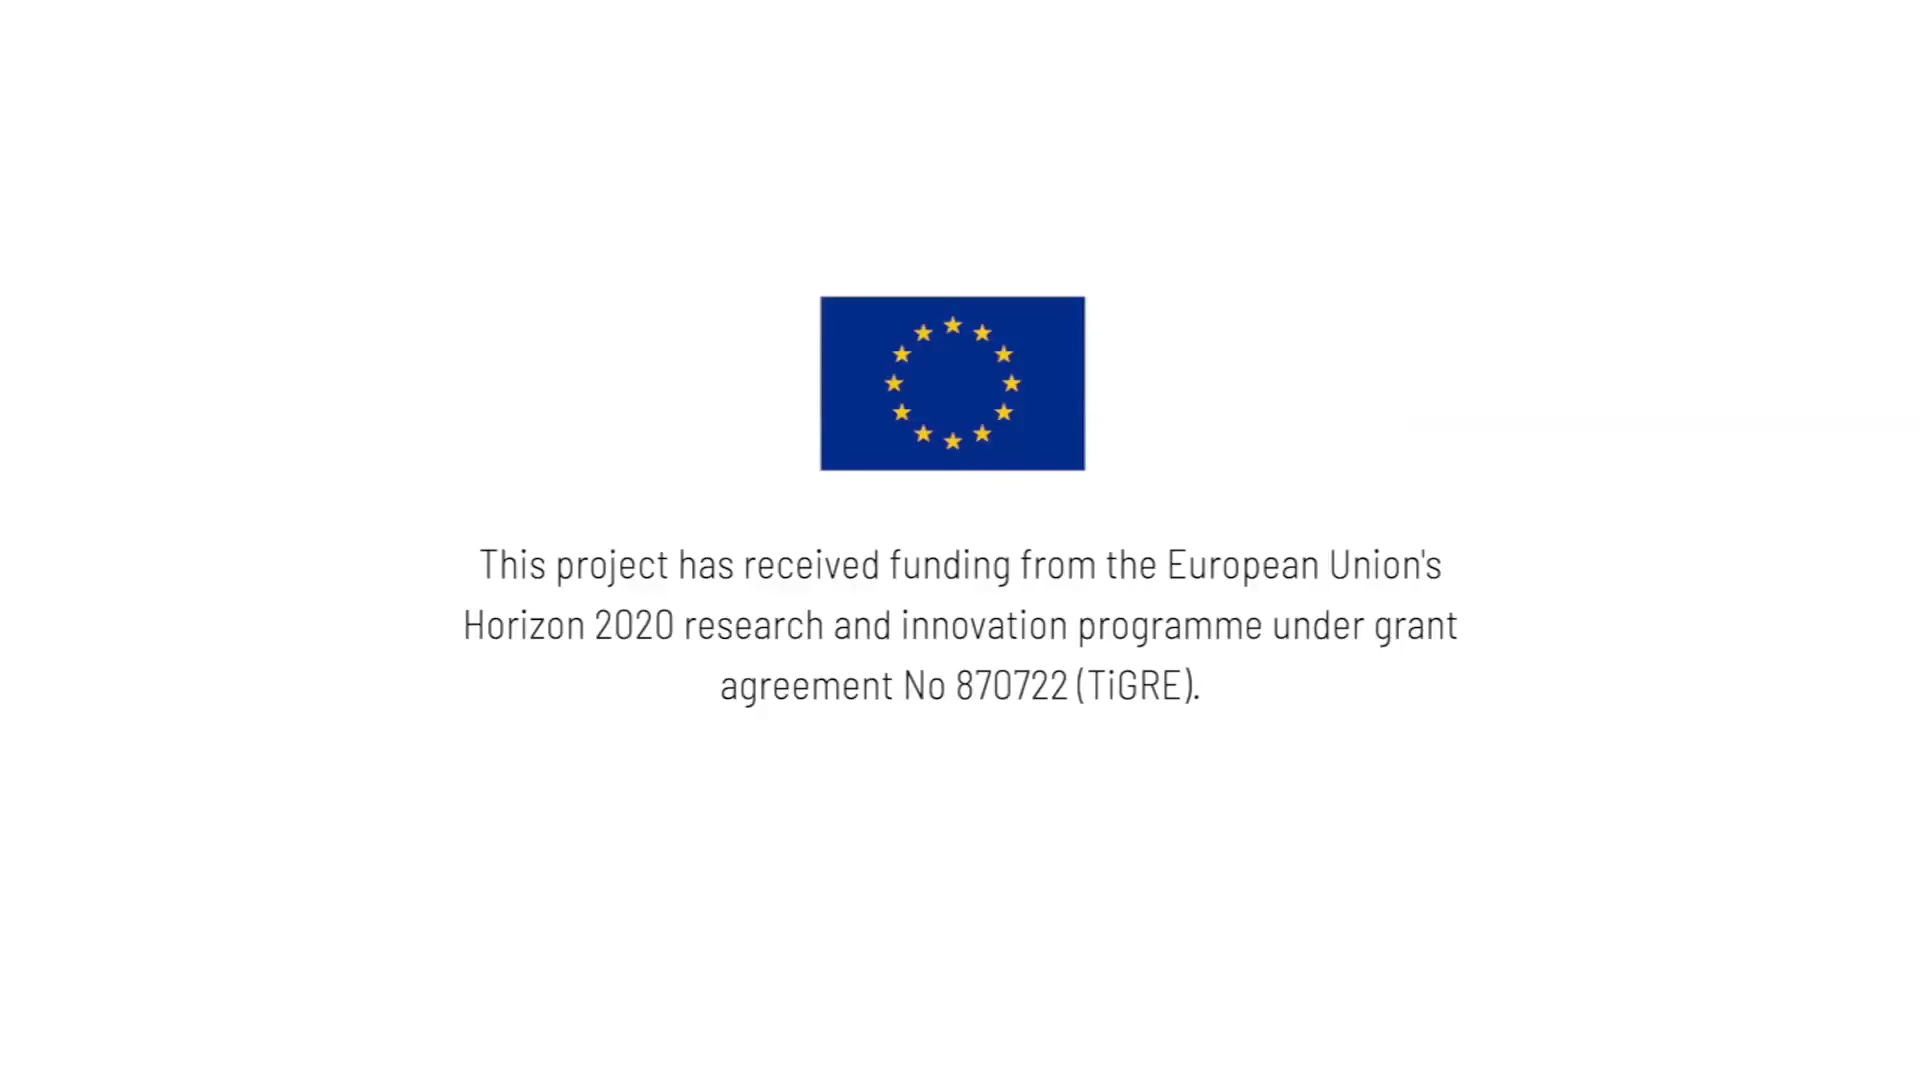 This project has received funding from the European Union's
Horizon 2020 research and innovation programme under grant
agreement No 870722 (TiGRE).